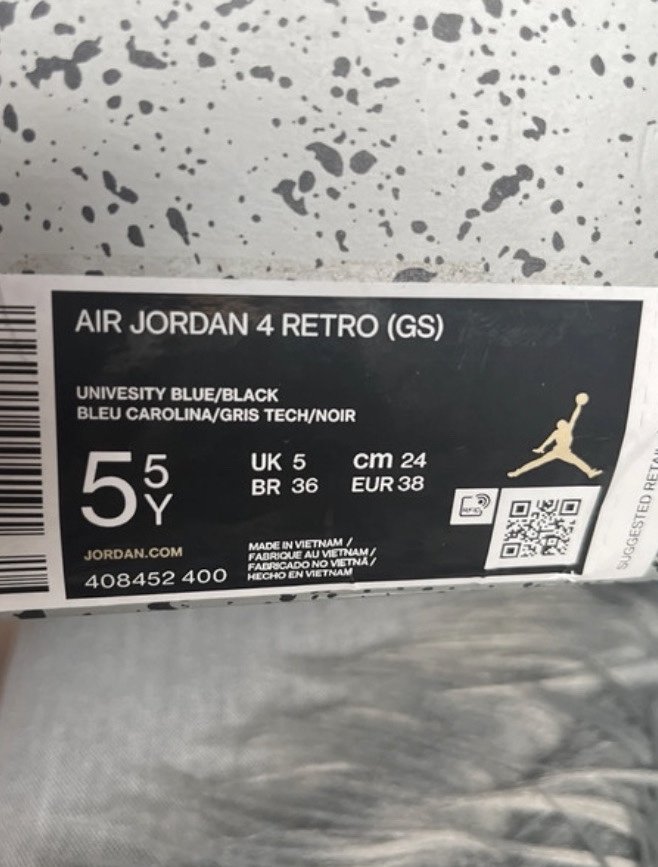 AIR JORDAN 4 RETRO (GS)
UNIVESITY BLUE/BLACK
BLEU CAROLINA/GRIS TECH/NOIR
5 5Y
UK 5 cm 24
BR 36 EUR 38
JORDAN.COM
408452 400
MADE IN VIETNAM /
FABRIQUE AU VIETNAM /
FABRICADO NO VIETNÃ /
HECHO EN VIETNAM
RFID
SUGGESTED RETAI